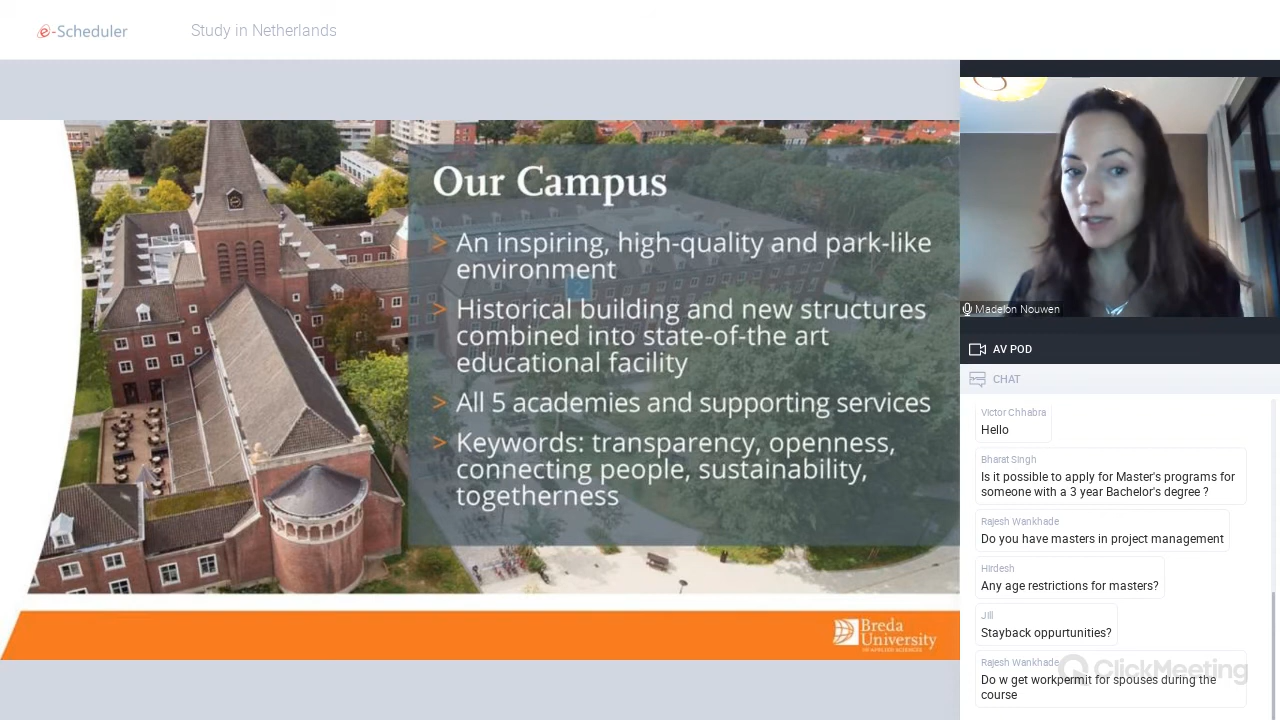 e-Scheduler
Study in Netherlands
Our Campus
> An inspiring, high-quality and park-like
environment
> Historical building and new structures
combined into state-of-the art
educational facility
> All 5 academies and supporting services
> Keywords: transparency, openness,
connecting people, sustainability,
togetherness
Breda
University
OF APPLIED SCIENCES
Madelon Nouwen
AV POD
CHAT
Victor Chhabra
Hello
Bharat Singh
Is it possible to apply for Master's programs for
someone with a 3 year Bachelor's degree ?
Rajesh Wankhade
Do you have masters in project management
Hirdesh
Any age restrictions for masters?
Jill
Stayback oppurtunities?
Rajesh Wankhade
Do w get workpermit for spouses during the
course
ClickMeeting